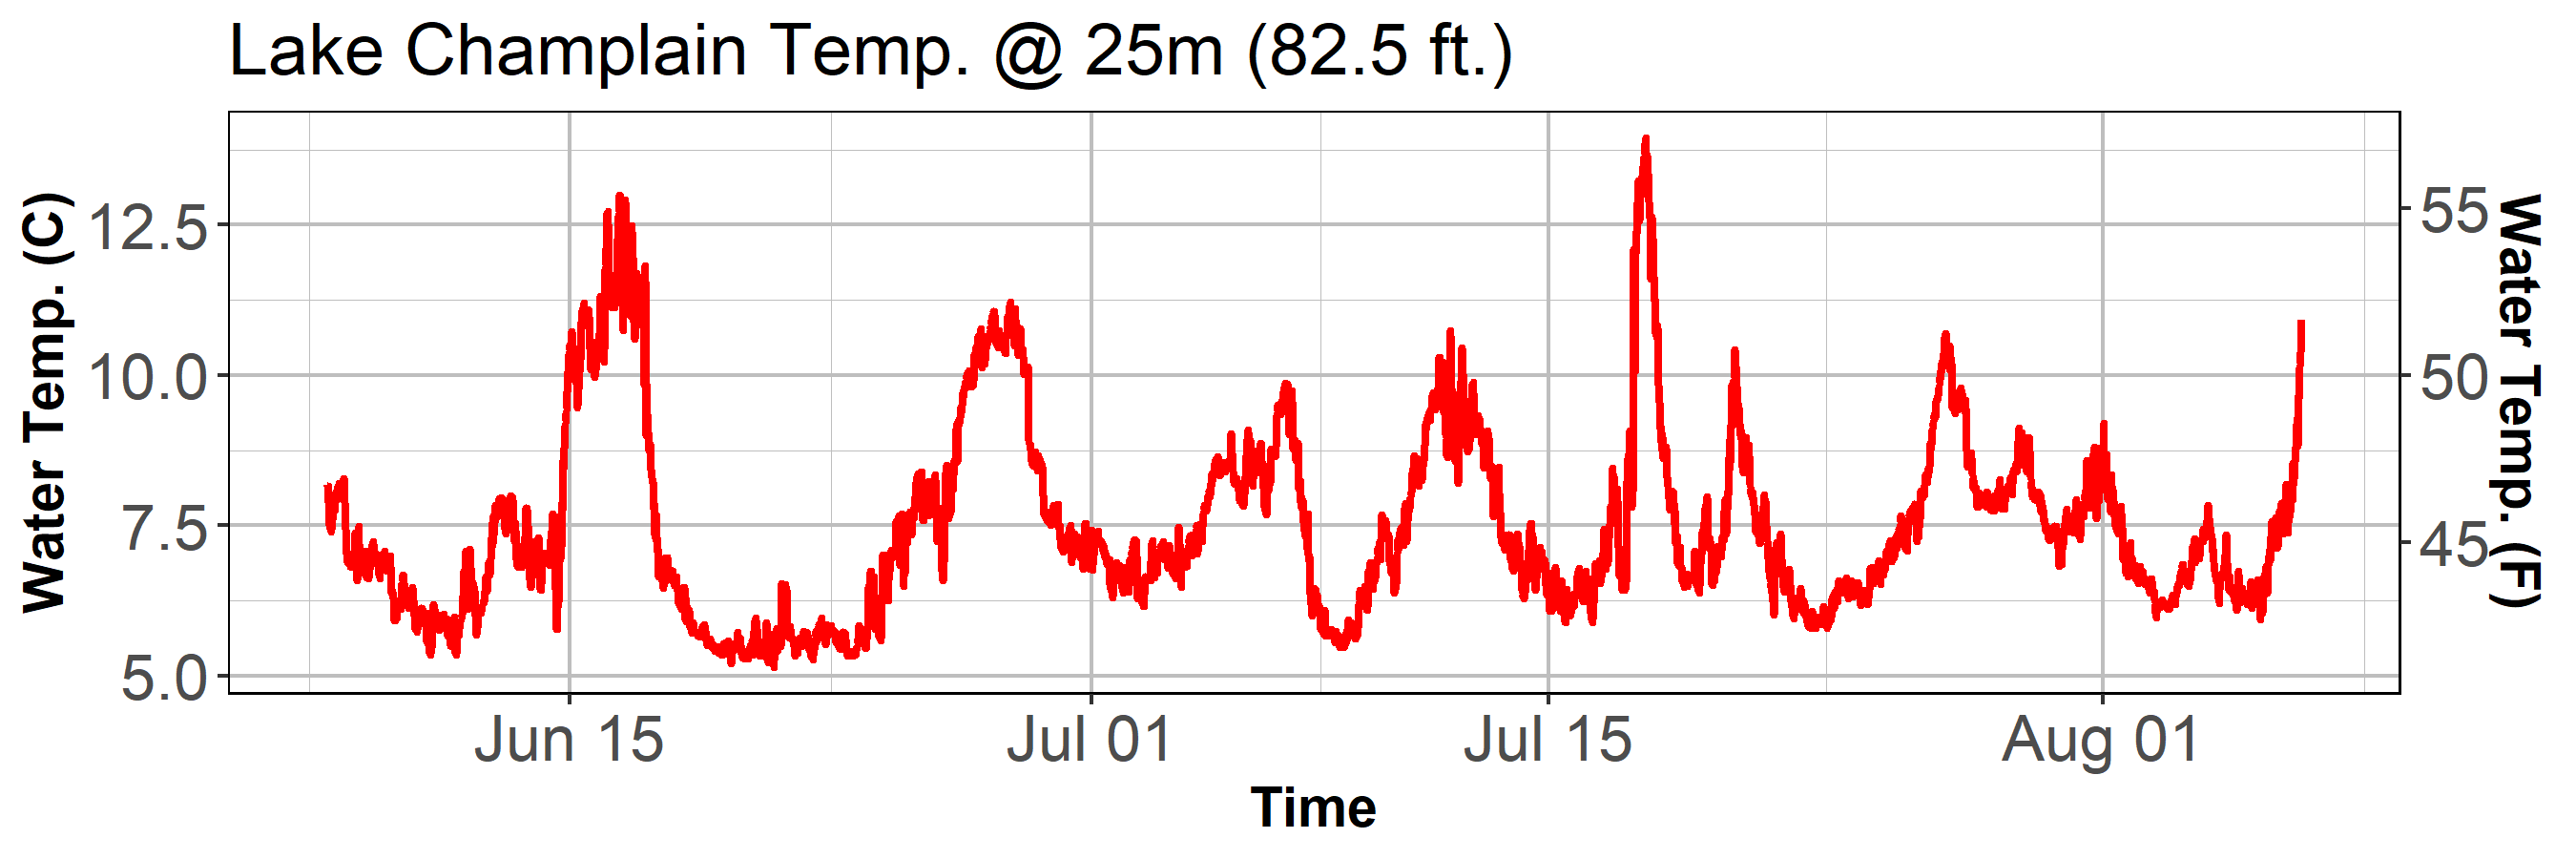 Lake Champlain Temp. @ 25m (82.5 ft.)
Water Temp. (C)
12.5
10.0
7.5
5.0
55
50
45
Water Temp. (F)
Jun 15
Jul 01
Jul 15
Aug 01
Time